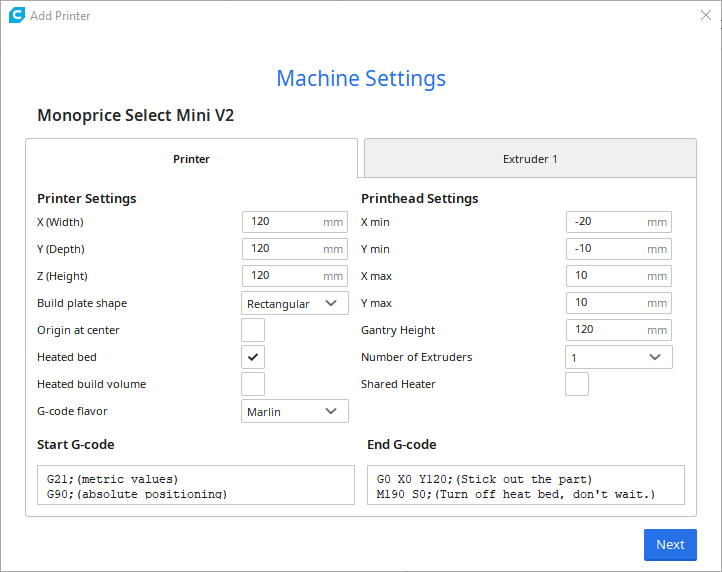 Add Printer
Machine Settings
Monoprice Select Mini V2
Printer
Extruder 1
Printer Settings
X (Width) 120 mm
Y (Depth) 120 mm
Z (Height) 120 mm
Build plate shape Rectangular
Origin at center
Heated bed
Heated build volume
G-code flavor Marlin
Printhead Settings
X min -20 mm
Y min -10 mm
X max 10 mm
Y max 10 mm
Gantry Height 120 mm
Number of Extruders 1
Shared Heater
Start G-code
G21;(metric values)
G90;(absolute positioning)
End G-code
G0 X0 Y120;(Stick out the part)
M190 S0;(Turn off heat bed, don't wait.)
Next